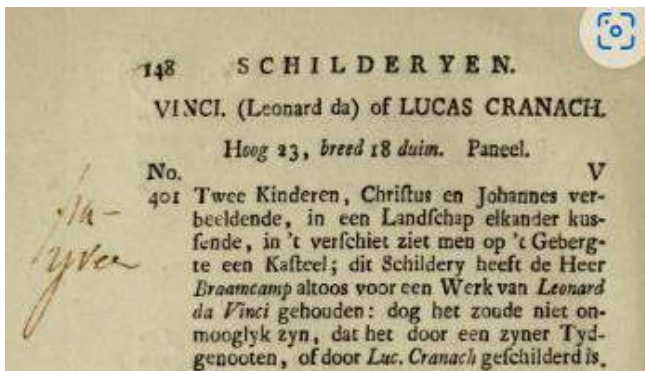 148 SCHILDERYEN.
VINCI. (Leonard da) of LUCAS CRANACH.
Hoog 23, breed 18 duim. Paneel.
No. V
401 Twee Kinderen, Chriſtus en Johannes ver-
beeldende, in een Landſchap elkander kus-
ſende, in 't verſchiet ziet men op 't Geberg-
te een Kaſteel; dit Schildery heeft de Heer
Braamcamp altoos voor een Werk van Leonard
da Vinci gehouden: dog het zoude niet on-
mooglyk zyn, dat het door een zyner Tyd-
genooten, of door Luc. Cranach geſchilderd is.
yver